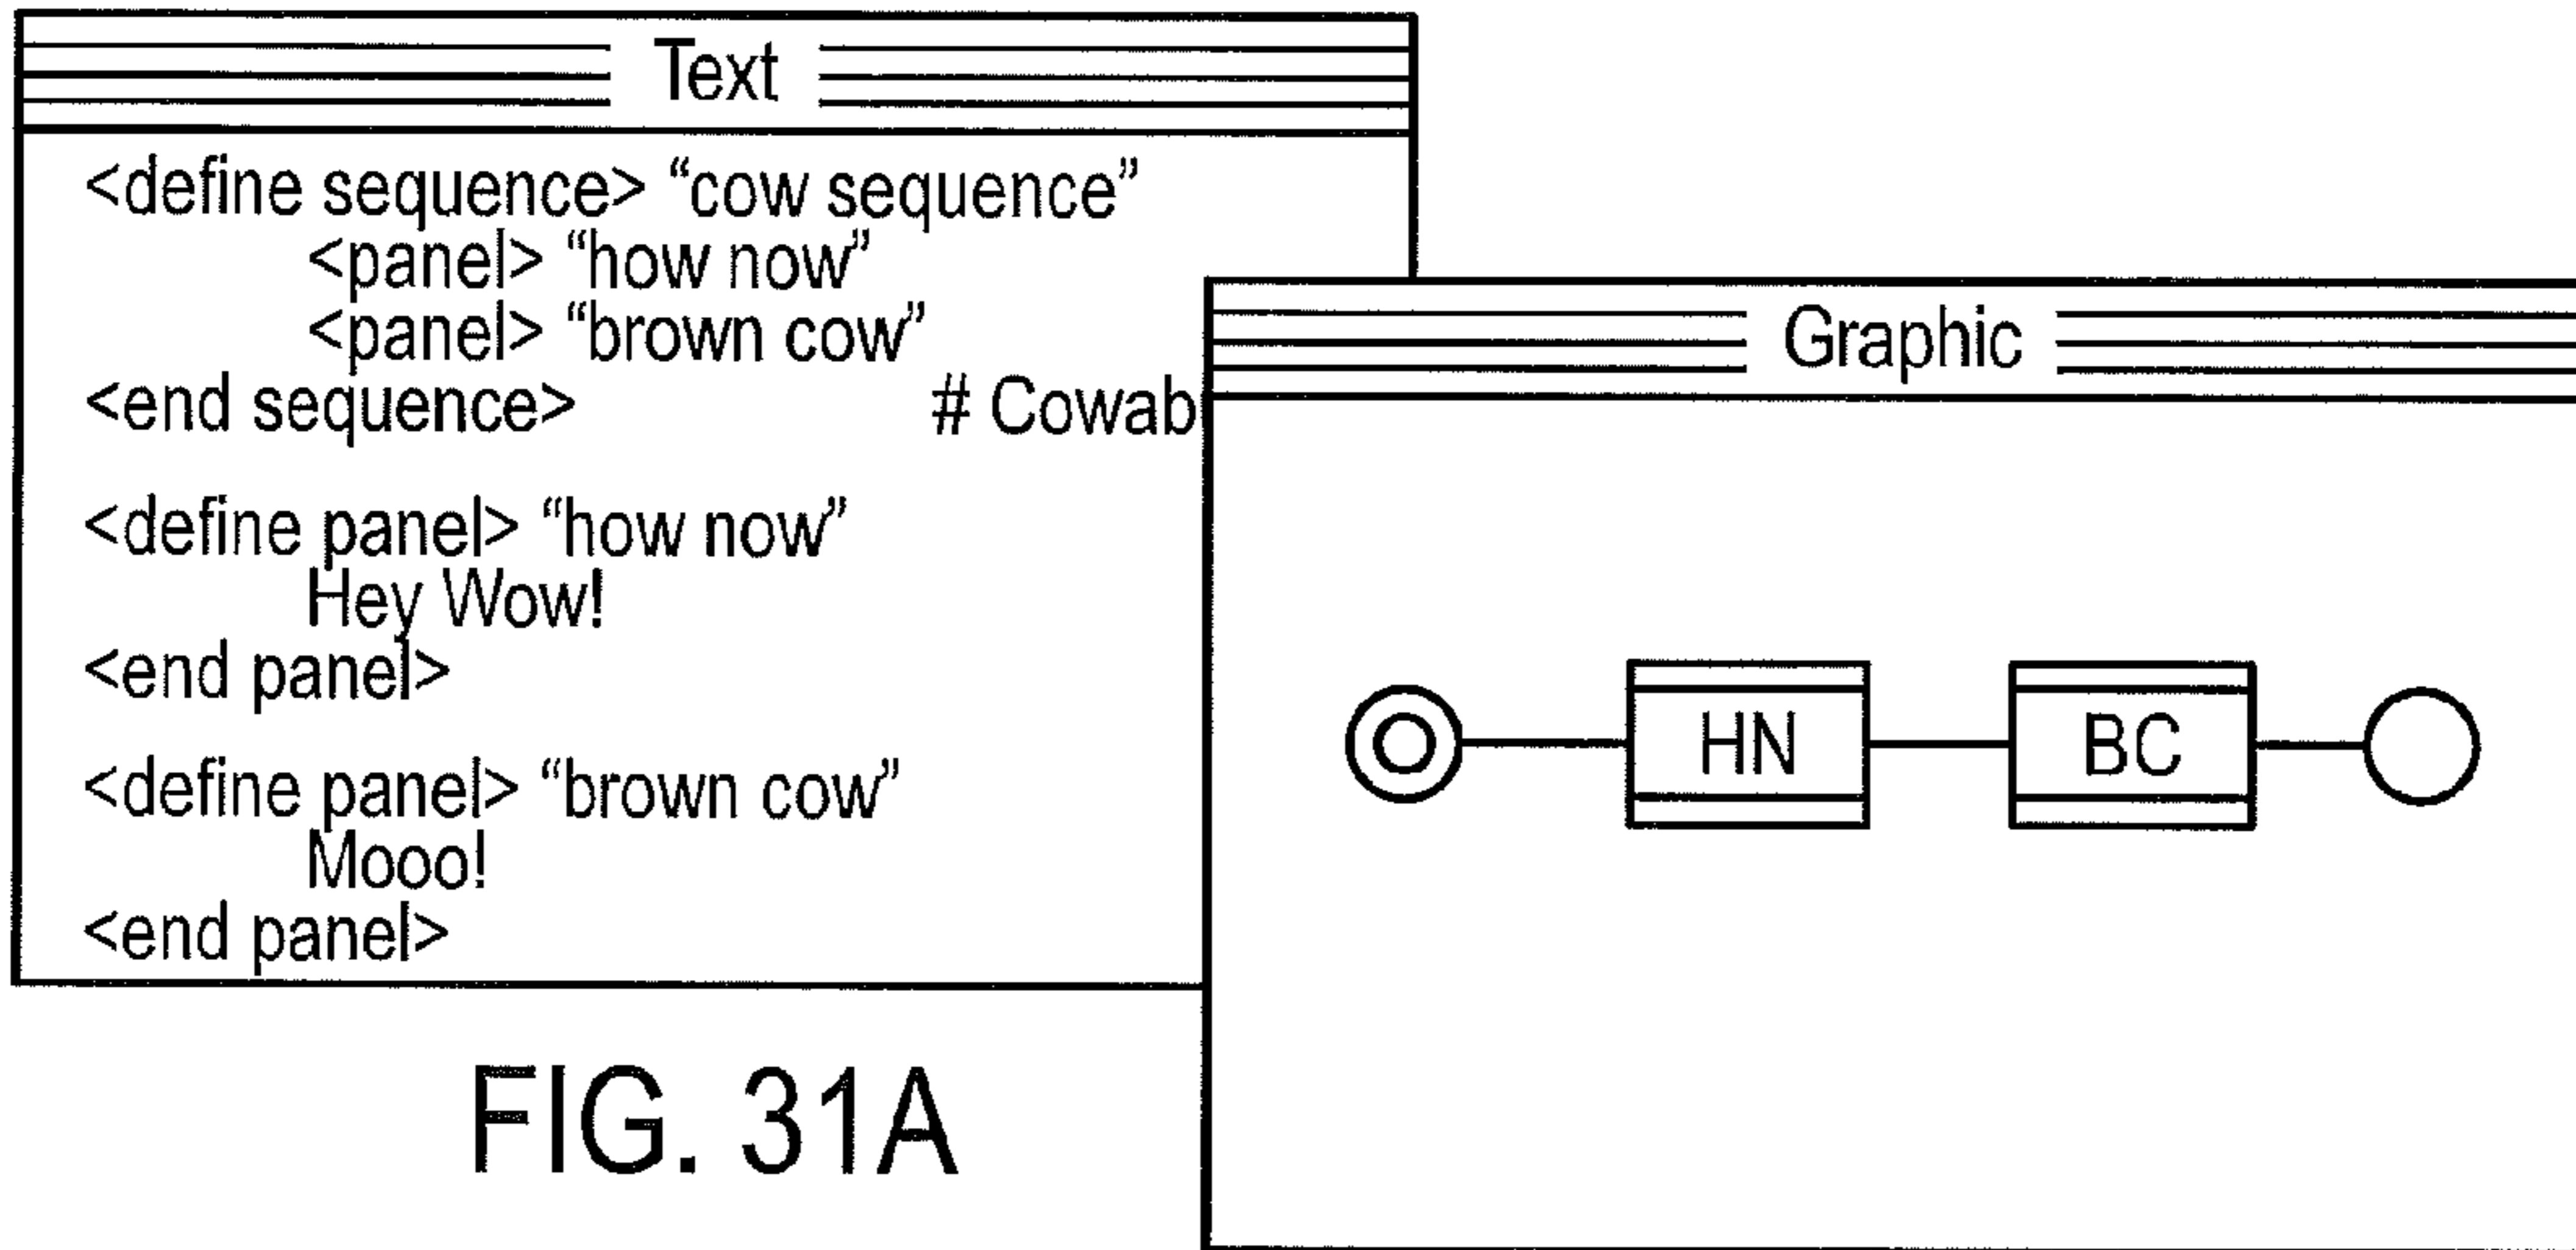 Text
<define sequence> “cow sequence”
<panel> “how now”
<panel> “brown cow”
<end sequence> # Cowab
<define panel> “how now”
Hey Wow!
<end panel>
<define panel> “brown cow”
Mooo!
<end panel>
Graphic
HN BC
FIG. 31A